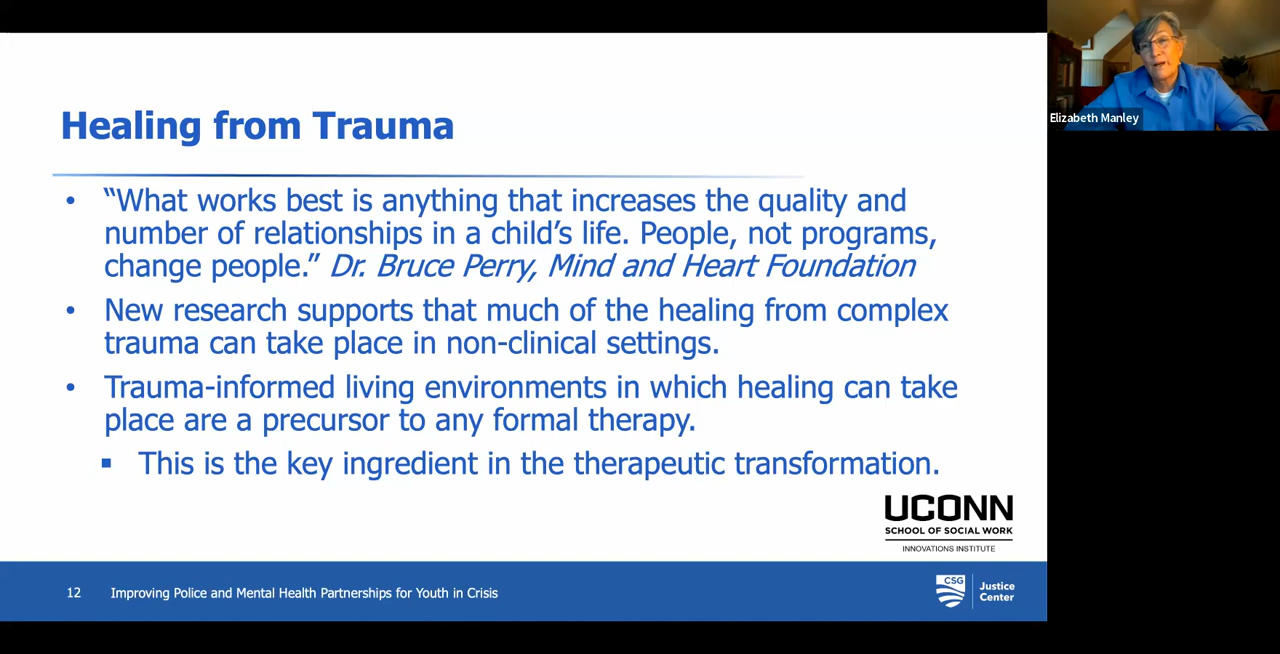 Healing from Trauma
• “What works best is anything that increases the quality and
number of relationships in a child’s life. People, not programs,
change people.” Dr. Bruce Perry, Mind and Heart Foundation
• New research supports that much of the healing from complex
trauma can take place in non-clinical settings.
• Trauma-informed living environments in which healing can take
place are a precursor to any formal therapy.
▪ This is the key ingredient in the therapeutic transformation.
UCONN
SCHOOL OF SOCIAL WORK
INNOVATIONS INSTITUTE
12 Improving Police and Mental Health Partnerships for Youth in Crisis
CSG Justice
Center
Elizabeth Manley